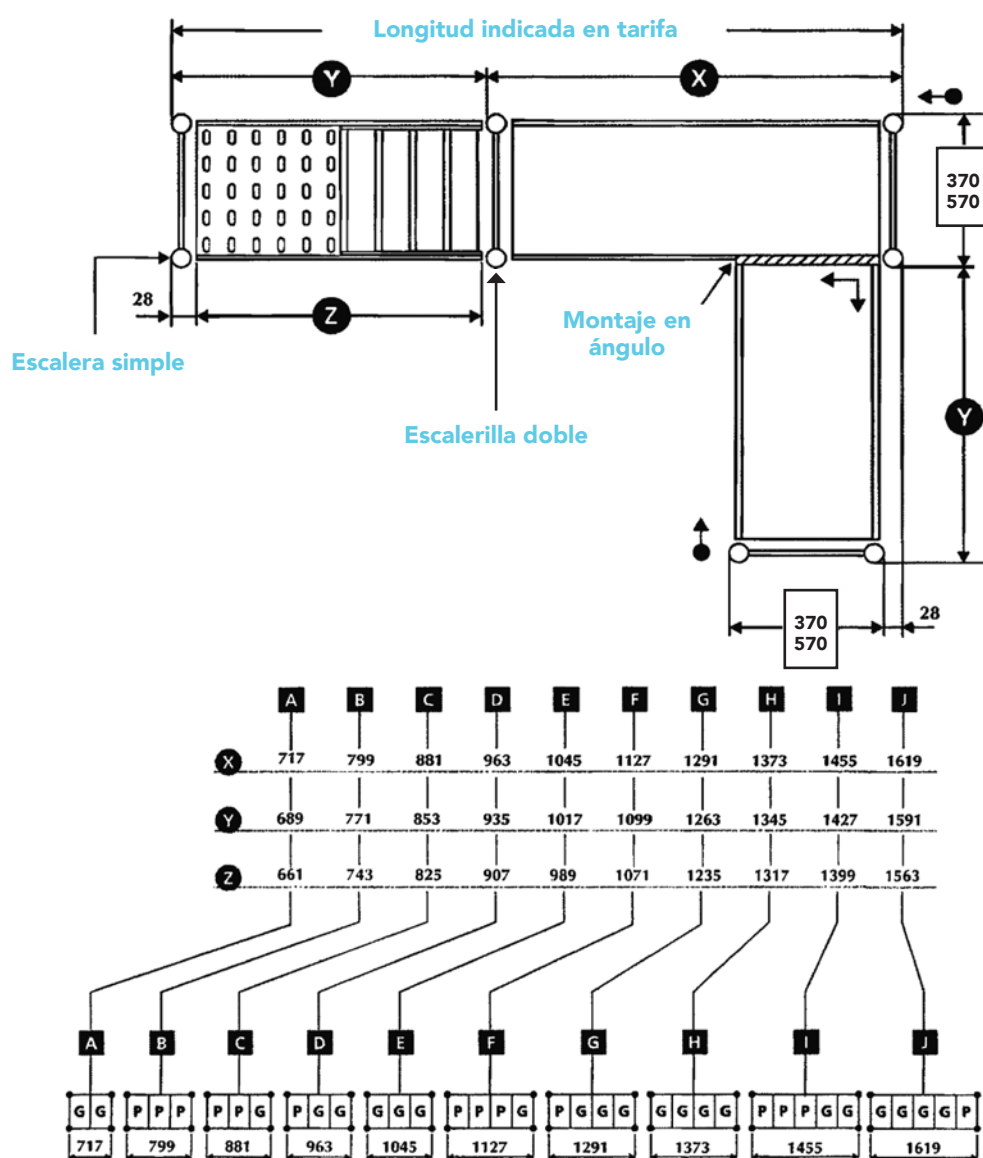 Longitud indicada en tarifa
Y X
370
570
28
Z
Escalera simple
Montaje en
ángulo
Escalerilla doble
Y
370
570
28
A B C D E F G H I J
X 717 799 881 963 1045 1127 1291 1373 1455 1619
Y 689 771 853 935 1017 1099 1263 1345 1427 1591
Z 661 743 825 907 989 1071 1235 1317 1399 1563
A B C D E F G H I J
G G P P P P P G P G G G G G P P P G P G G G G G G G P P P G G G G G G P
717 799 881 963 1045 1127 1291 1373 1455 1619